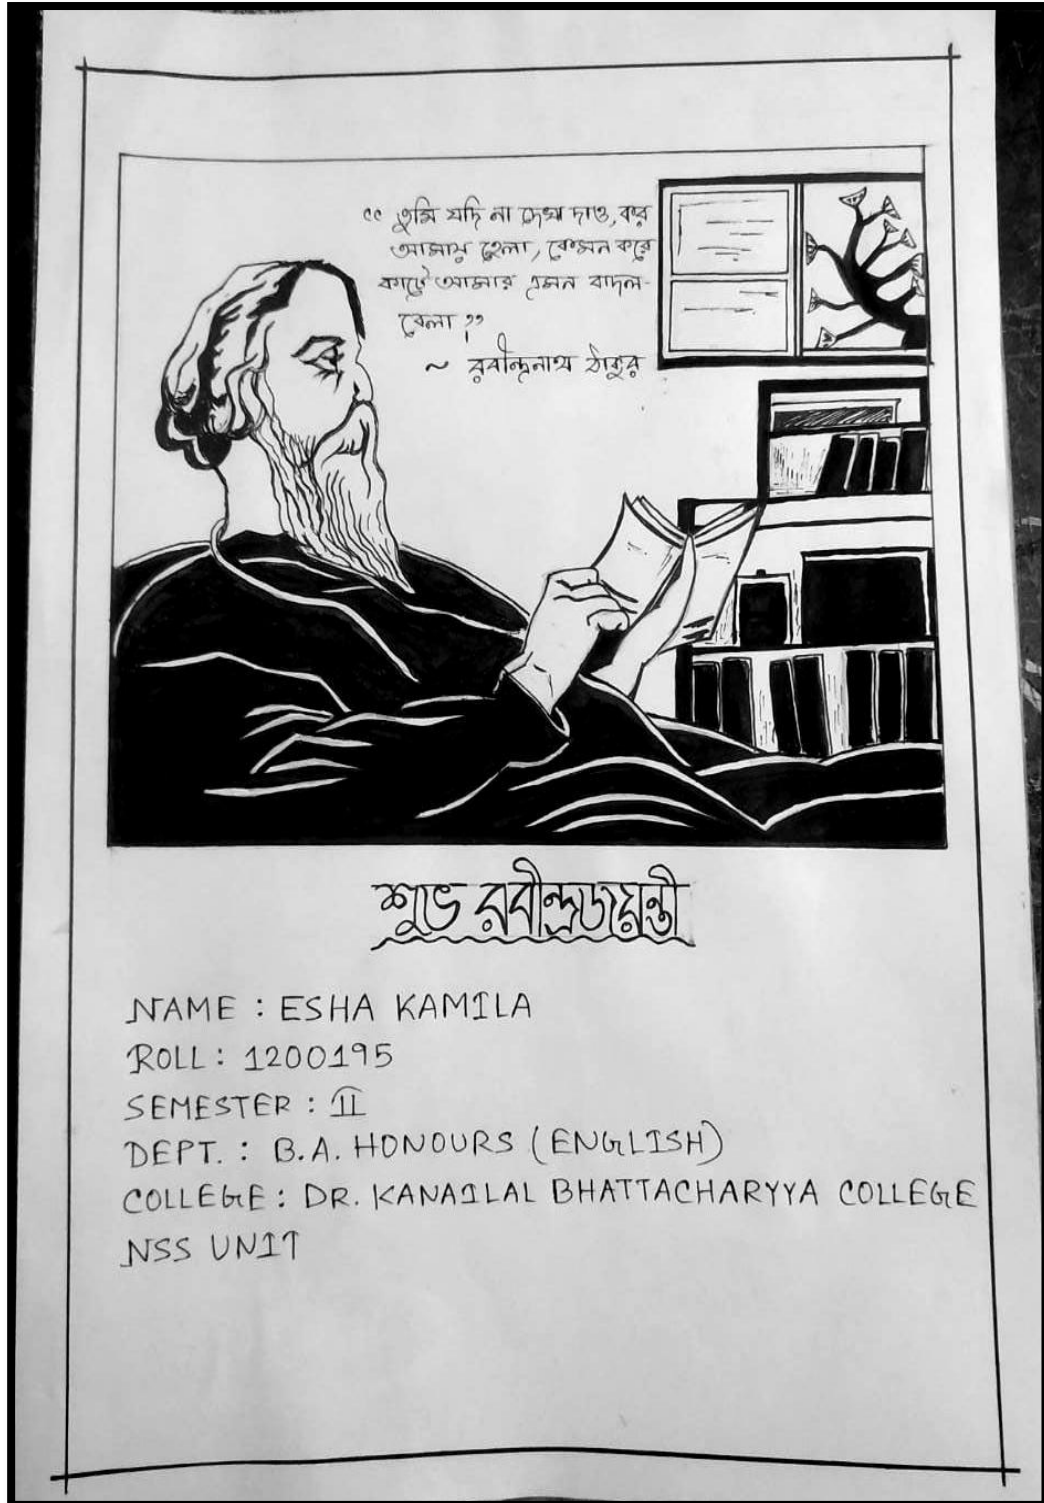 “ তুমি যদি না দেখা দাও, কর
আমায় হেলা, কেমন করে
কাটে আমার এমন বাদল-
বেলা ??
~ রবীন্দ্রনাথ ঠাকুর
শুভ রবীন্দ্রজয়ন্তী
NAME : ESHA KAMILA
ROLL : 1200195
SEMESTER : II
DEPT. : B.A. HONOURS (ENGLISH)
COLLEGE : DR. KANAILAL BHATTACHARYYA COLLEGE
NSS UNIT